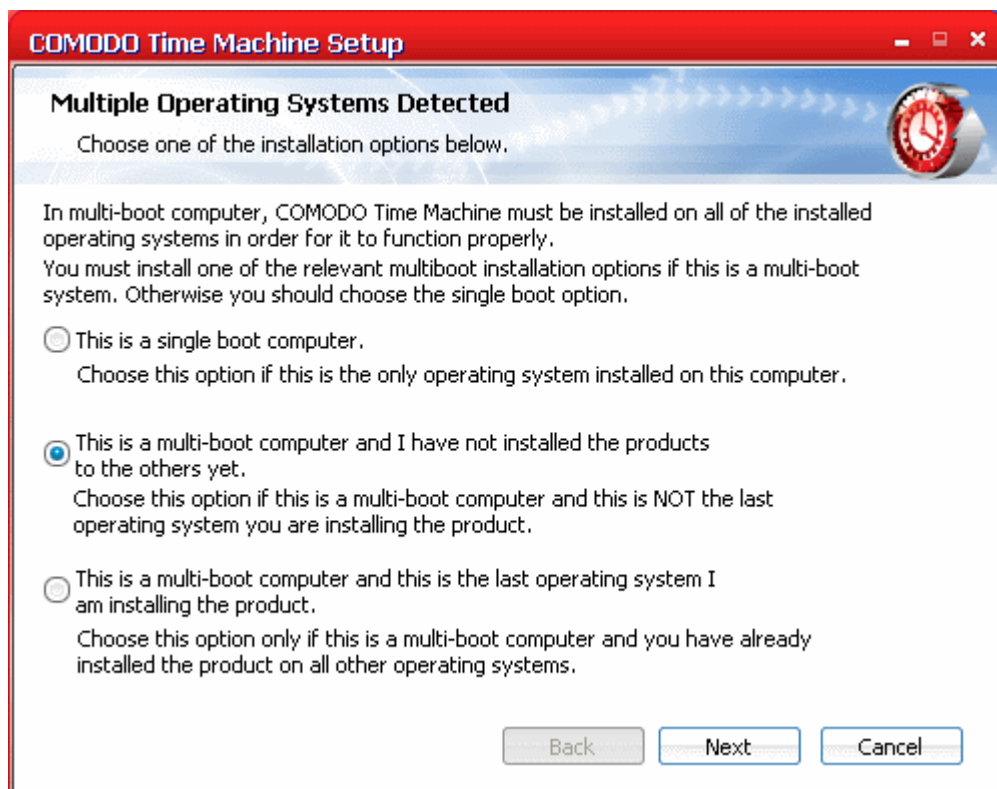 COMODO Time Machine Setup
Multiple Operating Systems Detected
Choose one of the installation options below.
In multi-boot computer, COMODO Time Machine must be installed on all of the installed
operating systems in order for it to function properly.
You must install one of the relevant multiboot installation options if this is a multi-boot
system. Otherwise you should choose the single boot option.
This is a single boot computer.
Choose this option if this is the only operating system installed on this computer.
This is a multi-boot computer and I have not installed the products
to the others yet.
Choose this option if this is a multi-boot computer and this is NOT the last
operating system you are installing the product.
This is a multi-boot computer and this is the last operating system I
am installing the product.
Choose this option only if this is a multi-boot computer and you have already
installed the product on all other operating systems.
Back Next Cancel